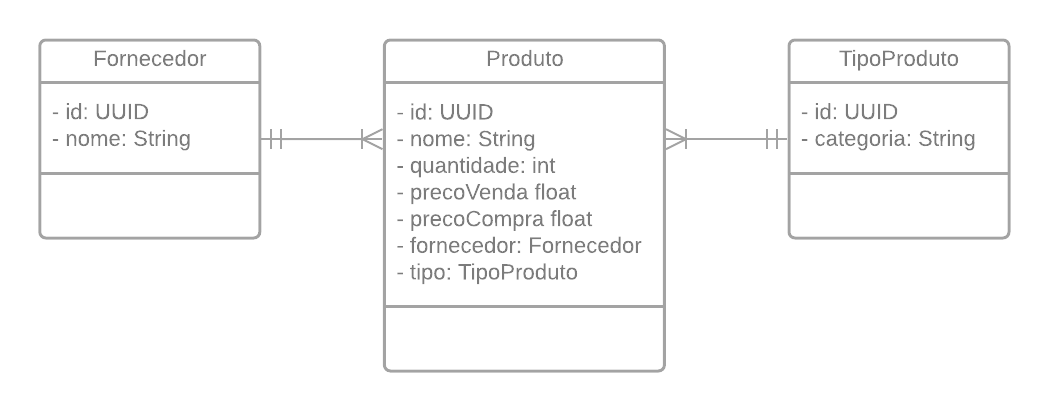 Fornecedor
- id: UUID
- nome: String
Produto
- id: UUID
- nome: String
- quantidade: int
- precoVenda float
- precoCompra float
- fornecedor: Fornecedor
- tipo: TipoProduto
TipoProduto
- id: UUID
- categoria: String